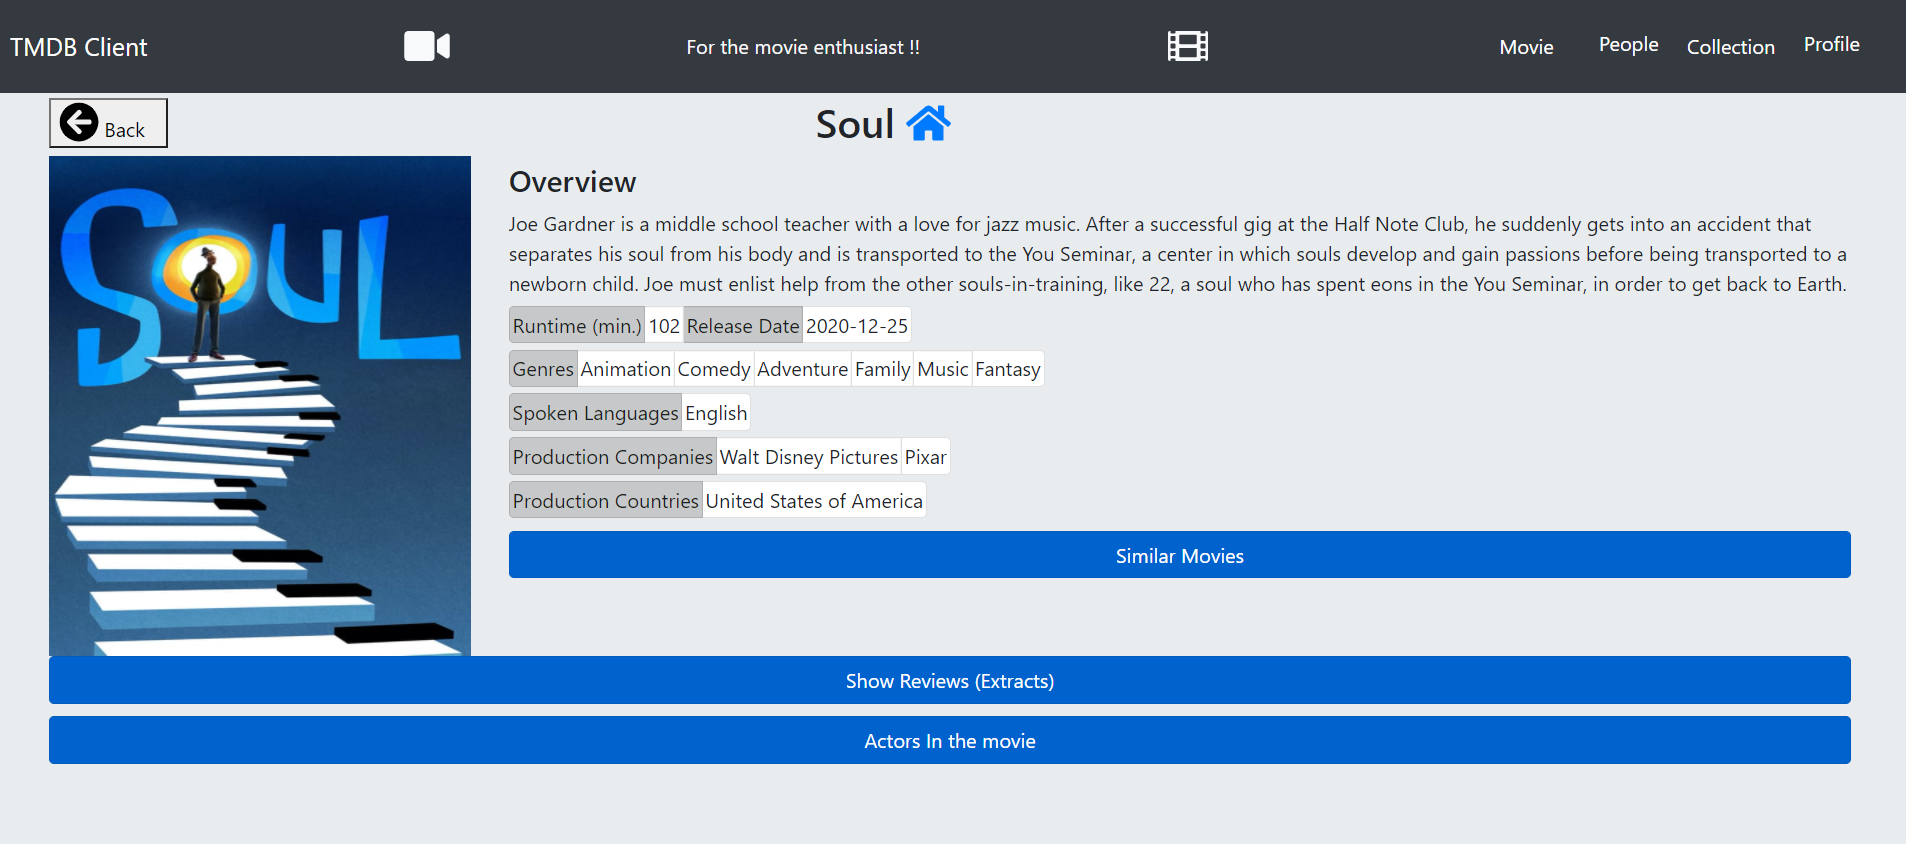 TMDB Client For the movie enthusiast !! Movie People Collection Profile
Back
Soul
SOUL
Overview
Joe Gardner is a middle school teacher with a love for jazz music. After a successful gig at the Half Note Club, he suddenly gets into an accident that
separates his soul from his body and is transported to the You Seminar, a center in which souls develop and gain passions before being transported to a
newborn child. Joe must enlist help from the other souls-in-training, like 22, a soul who has spent eons in the You Seminar, in order to get back to Earth.
Runtime (min.) 102 Release Date 2020-12-25
Genres Animation Comedy Adventure Family Music Fantasy
Spoken Languages English
Production Companies Walt Disney Pictures Pixar
Production Countries United States of America
Similar Movies
Show Reviews (Extracts)
Actors In the movie